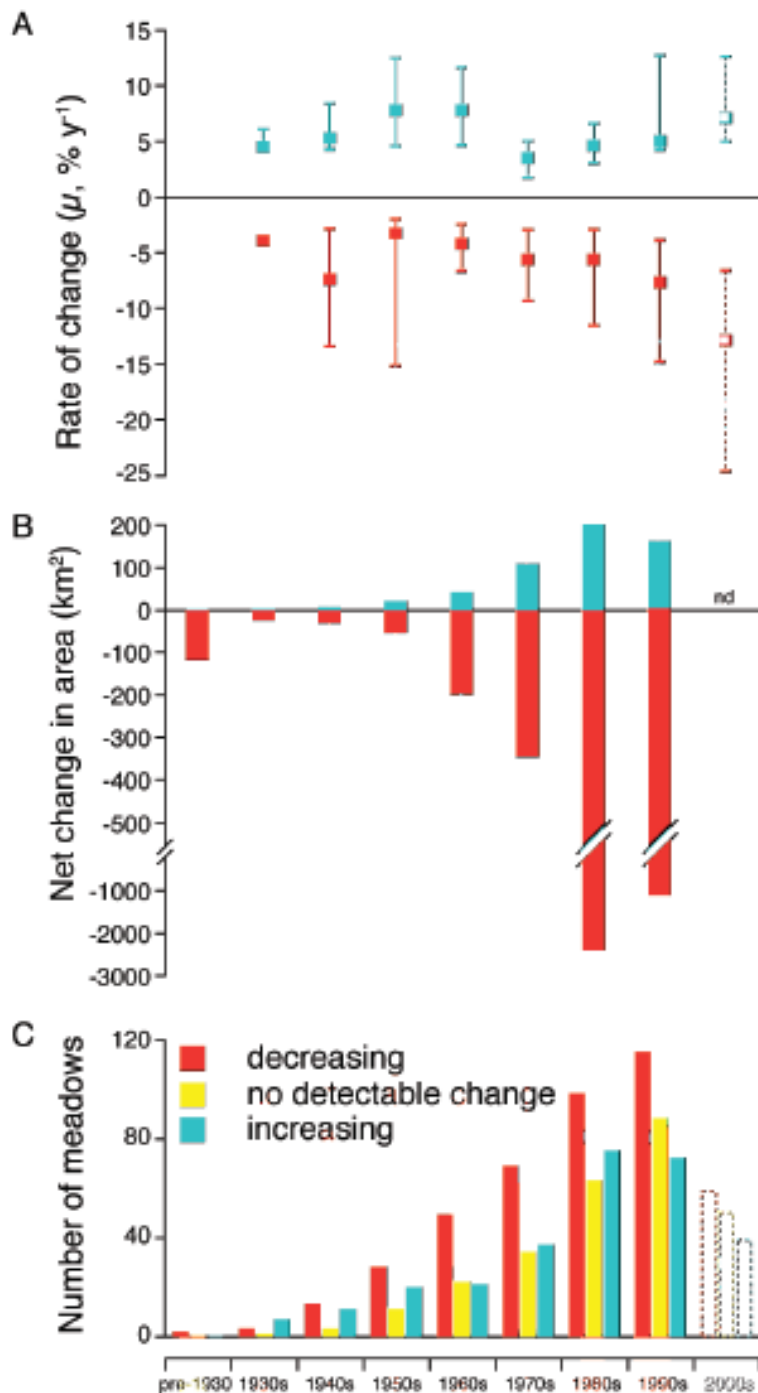 A
Rate of change (μ, % y⁻¹)
15
10
5
0
-5
-10
-15
-20
-25
B
Net change in area (km²)
200
100
0
-100
-200
-300
-400
-500
-1000
-2000
-3000
nd
C
Number of meadows
120
80
40
0
decreasing
no detectable change
increasing
pre-1930 1930s 1940s 1950s 1960s 1970s 1980s 1990s 2000s